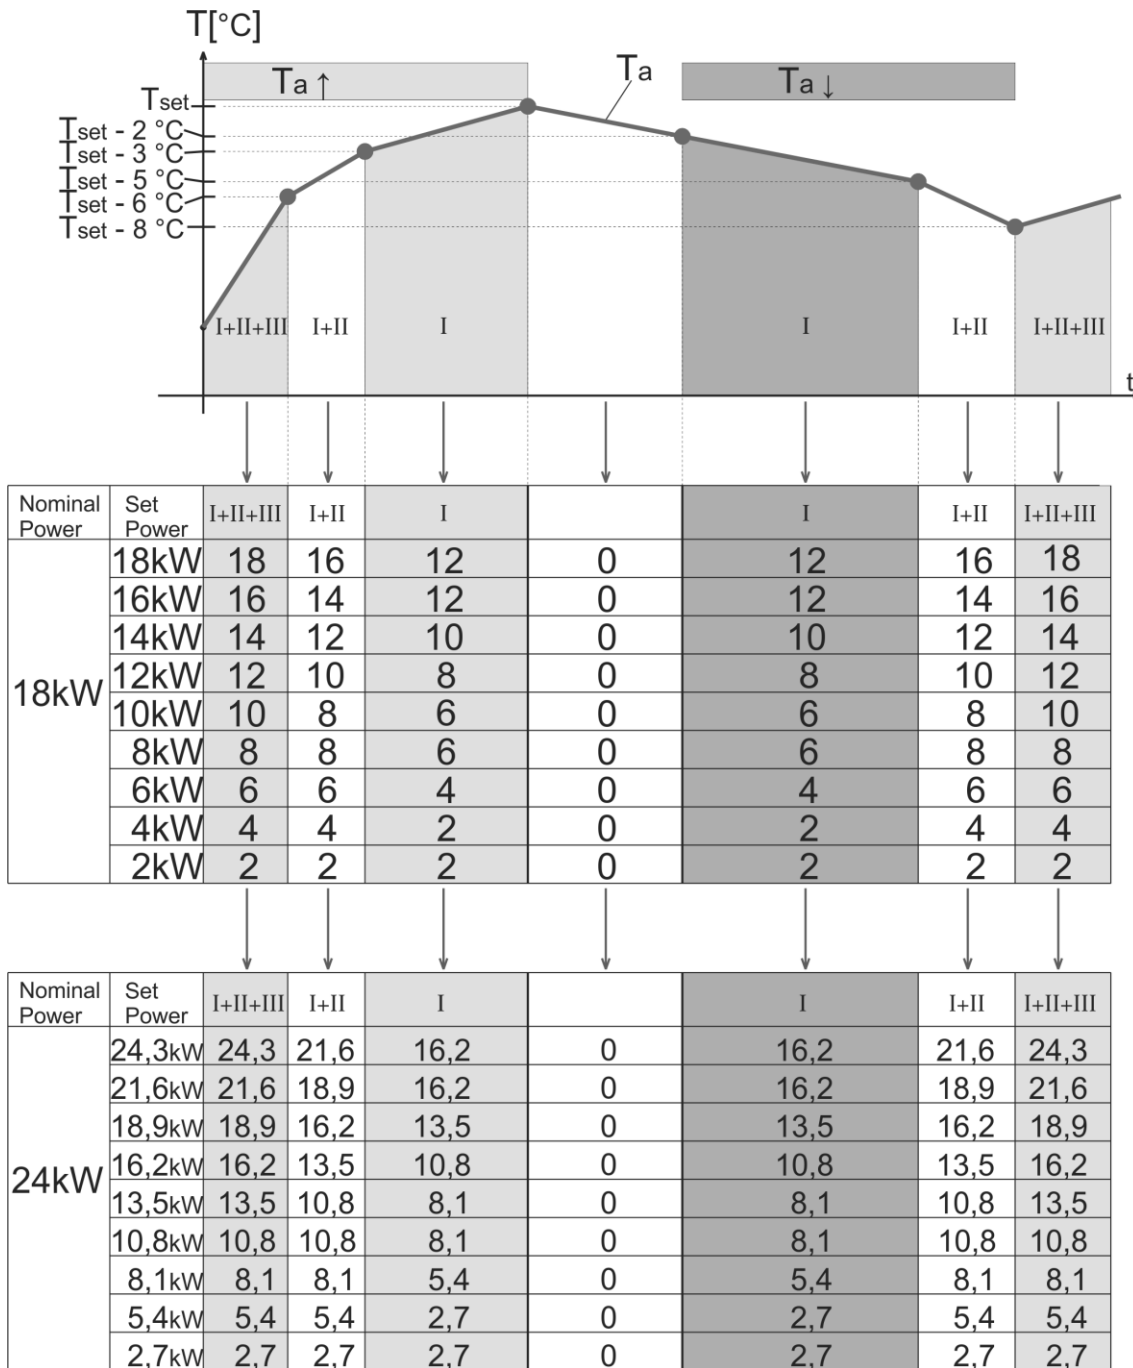 T[°C]
Ta ↑
Ta
Ta ↓
Tset
Tset - 2 °C
Tset - 3 °C
Tset - 5 °C
Tset - 6 °C
Tset - 8 °C
I+II+III I+II I I I+II I+II+III
t
Nominal Power Set Power I+II+III I+II I I I+II I+II+III
18kW
18kW 18 16 12 0 12 16 18
16kW 16 14 12 0 12 14 16
14kW 14 12 10 0 10 12 14
12kW 12 10 8 0 8 10 12
10kW 10 8 6 0 6 8 10
8kW 8 8 6 0 6 8 8
6kW 6 6 4 0 4 6 6
4kW 4 4 2 0 2 4 4
2kW 2 2 2 0 2 2 2
Nominal Power Set Power I+II+III I+II I I I+II I+II+III
24kW
24,3kW 24,3 21,6 16,2 0 16,2 21,6 24,3
21,6kW 21,6 18,9 16,2 0 16,2 18,9 21,6
18,9kW 18,9 16,2 13,5 0 13,5 16,2 18,9
16,2kW 16,2 13,5 10,8 0 10,8 13,5 16,2
13,5kW 13,5 10,8 8,1 0 8,1 10,8 13,5
10,8kW 10,8 10,8 8,1 0 8,1 10,8 10,8
8,1kW 8,1 8,1 5,4 0 5,4 8,1 8,1
5,4kW 5,4 5,4 2,7 0 2,7 5,4 5,4
2,7kW 2,7 2,7 2,7 0 2,7 2,7 2,7